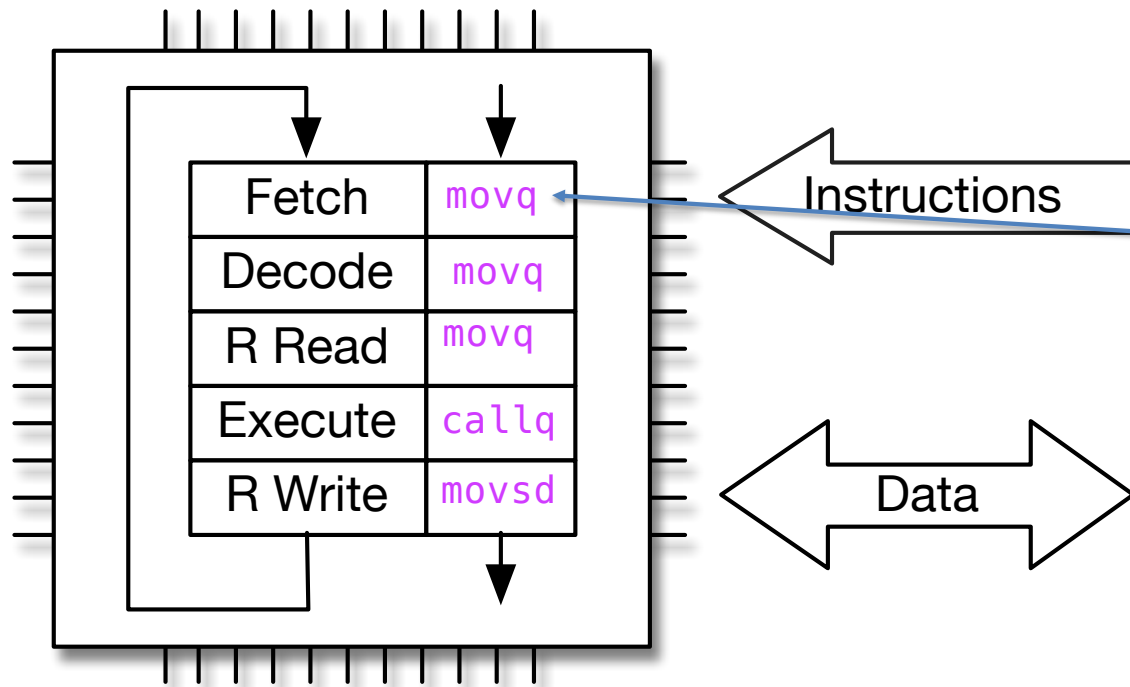 Fetch movq
Instructions
Decode movq
R Read movq
Execute callq
R Write movsd
Data